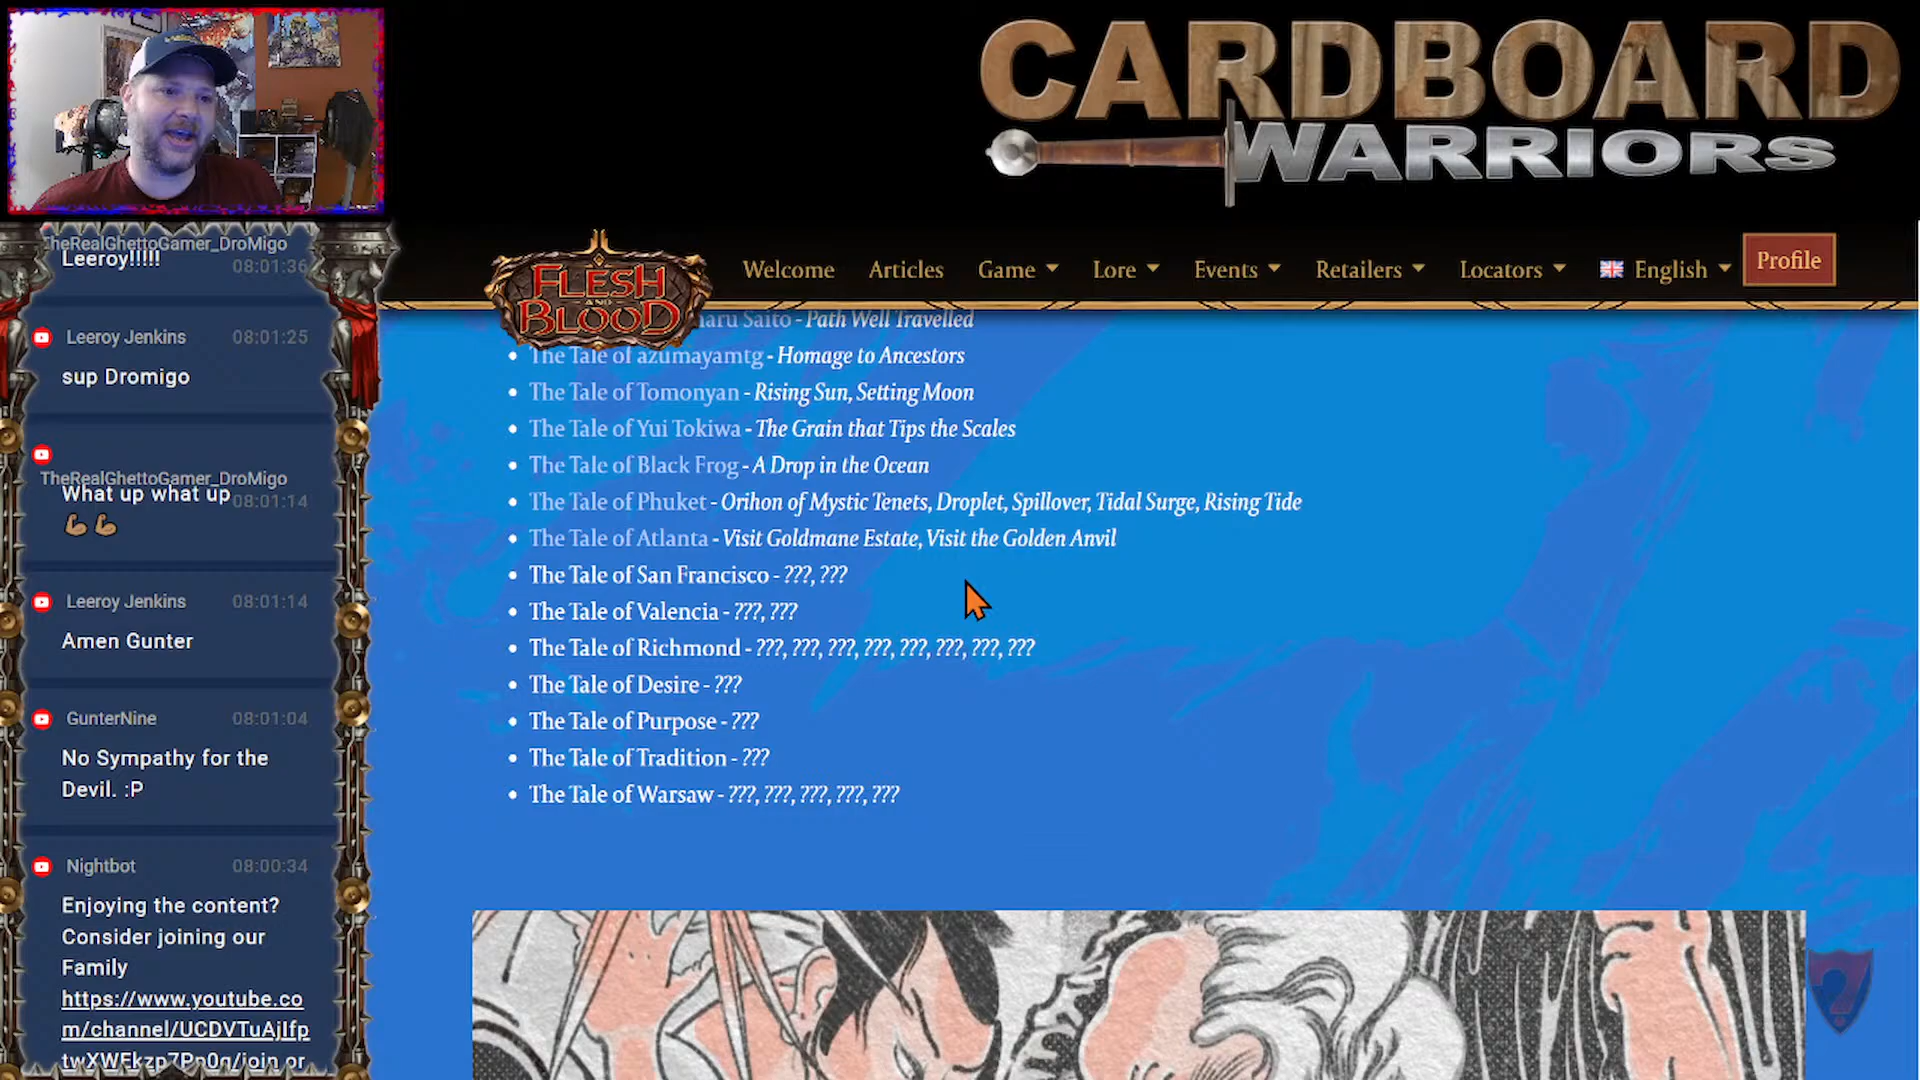 CARDBOARD
WARRIORS
FLESH
AND
BLOOD
Welcome
Articles
Game
Lore
Events
Retailers
Locators
English
Profile
TheRealGhettoGamer_DroMigo
08:01:36
Leeroy!!!!!
Leeroy Jenkins 08:01:25
sup Dromigo
TheRealGhettoGamer_DroMigo
08:01:14
What up what up
Leeroy Jenkins 08:01:14
Amen Gunter
GunterNine 08:01:04
No Sympathy for the
Devil. :P
Nightbot 08:00:34
Enjoying the content?
Consider joining our
Family
https://www.youtube.co
m/channel/UCDVTuAjIfp
twXWEkzp7Pp0g/join or
Saito - Path Well Travelled
The Tale of azumayamtg - Homage to Ancestors
The Tale of Tomonyan - Rising Sun, Setting Moon
The Tale of Yui Tokiwa - The Grain that Tips the Scales
The Tale of Black Frog - A Drop in the Ocean
The Tale of Phuket - Orihon of Mystic Tenets, Droplet, Spillover, Tidal Surge, Rising Tide
The Tale of Atlanta - Visit Goldmane Estate, Visit the Golden Anvil
The Tale of San Francisco - ???, ???
The Tale of Valencia - ???, ???
The Tale of Richmond - ???, ???, ???, ???, ???, ???, ???, ???
The Tale of Desire - ???
The Tale of Purpose - ???
The Tale of Tradition - ???
The Tale of Warsaw - ???, ???, ???, ???, ???